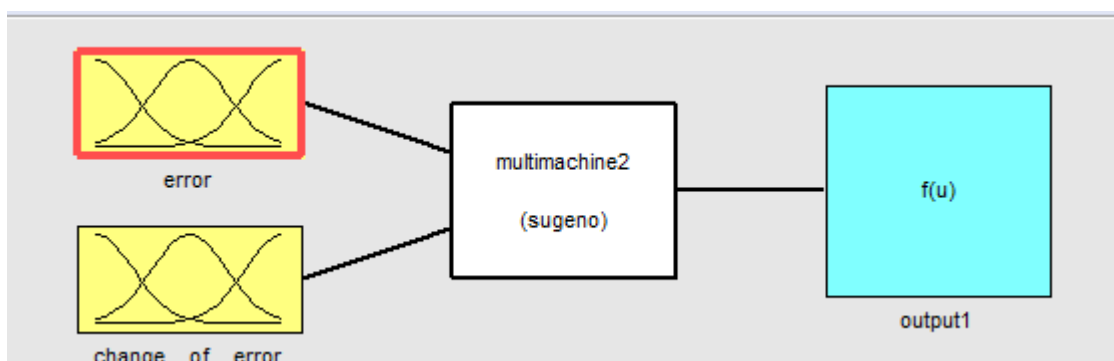 error
multimachine2
(sugeno)
f(u)
output1
change of error